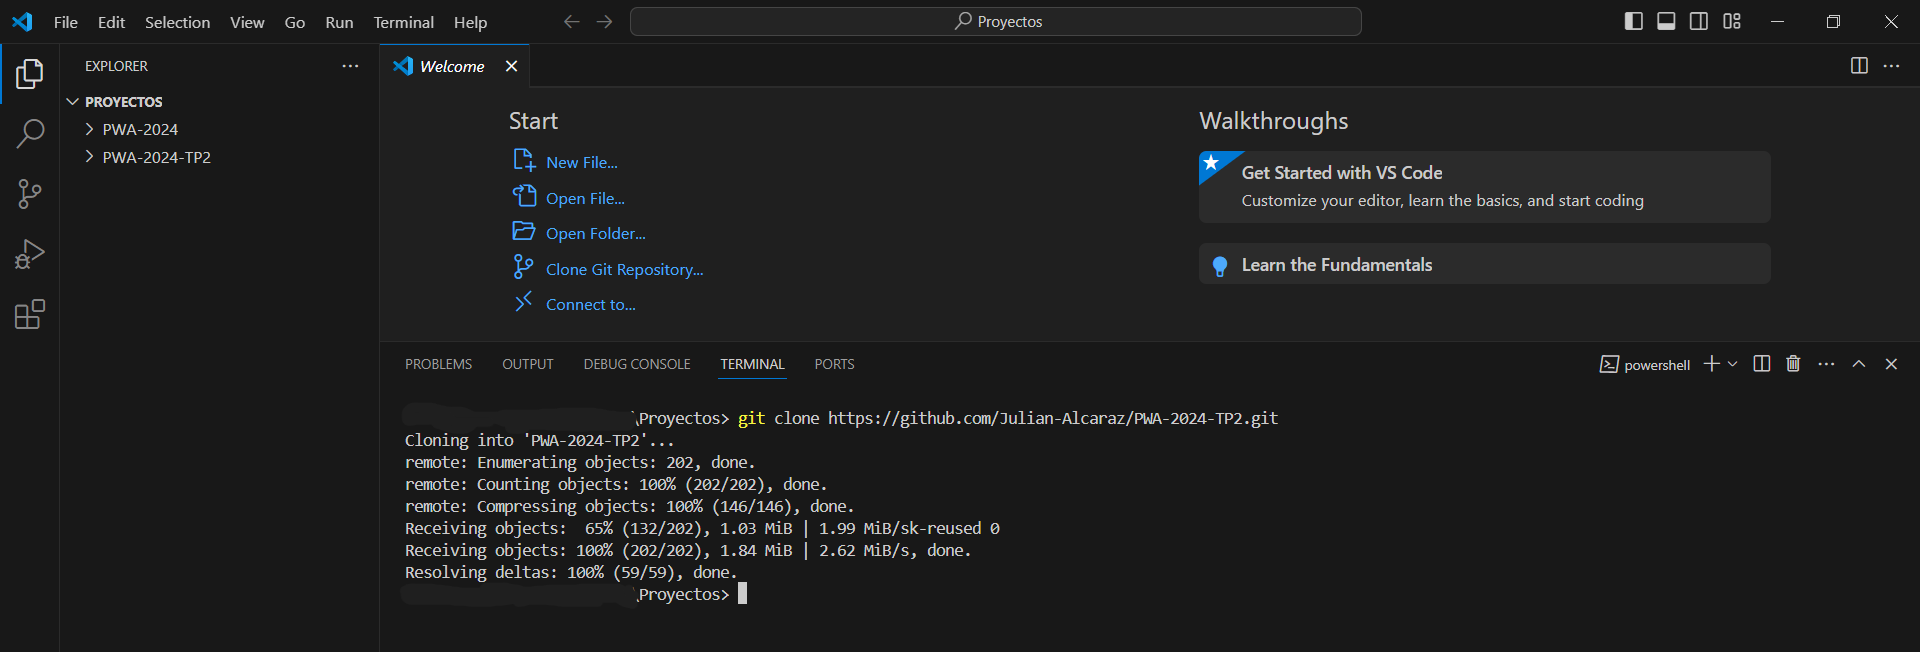 File Edit Selection View Go Run Terminal Help
Proyectos
EXPLORER
PROYECTOS
PWA-2024
PWA-2024-TP2
Welcome
Start
New File...
Open File...
Open Folder...
Clone Git Repository...
Connect to...
Walkthroughs
Get Started with VS Code
Customize your editor, learn the basics, and start coding
Learn the Fundamentals
PROBLEMS OUTPUT DEBUG CONSOLE TERMINAL PORTS
powershell
\Proyectos> git clone https://github.com/Julian-Alcaraz/PWA-2024-TP2.git
Cloning into 'PWA-2024-TP2'...
remote: Enumerating objects: 202, done.
remote: Counting objects: 100% (202/202), done.
remote: Compressing objects: 100% (146/146), done.
Receiving objects:  65% (132/202), 1.03 MiB | 1.99 MiB/sk-reused 0
Receiving objects: 100% (202/202), 1.84 MiB | 2.62 MiB/s, done.
Resolving deltas: 100% (59/59), done.
\Proyectos>